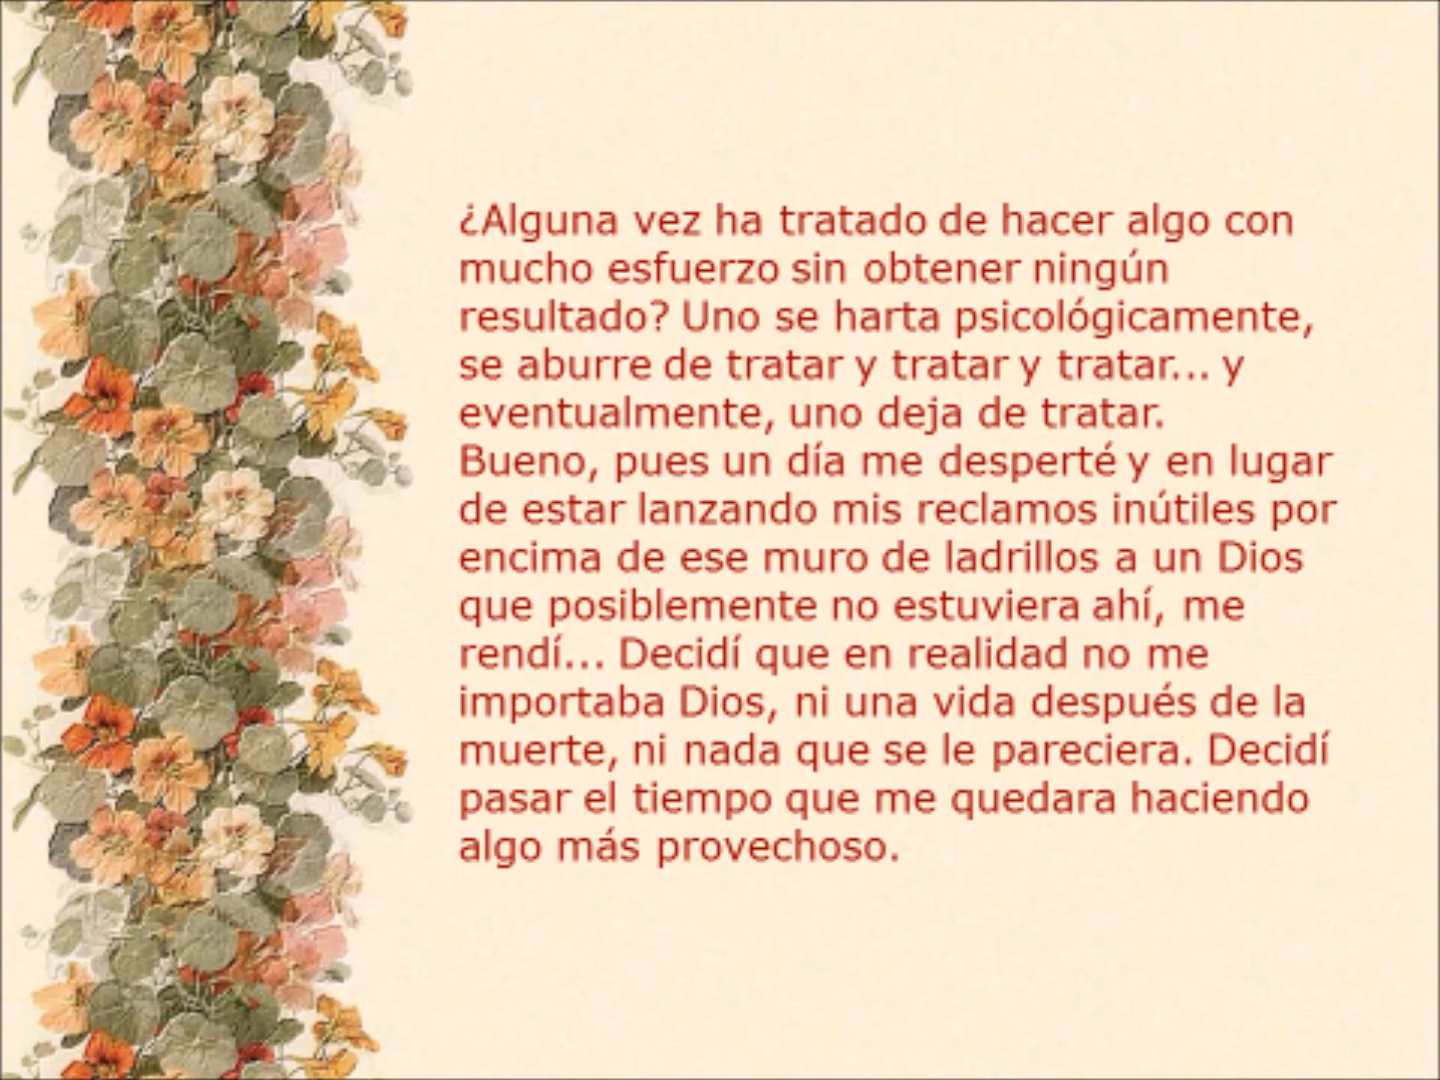 ¿Alguna vez ha tratado de hacer algo con
mucho esfuerzo sin obtener ningún
resultado? Uno se harta psicológicamente,
se aburre de tratar y tratar y tratar... y
eventualmente, uno deja de tratar.
Bueno, pues un día me desperté y en lugar
de estar lanzando mis reclamos inútiles por
encima de ese muro de ladrillos a un Dios
que posiblemente no estuviera ahí, me
rendí... Decidí que en realidad no me
importaba Dios, ni una vida después de la
muerte, ni nada que se le pareciera. Decidí
pasar el tiempo que me quedara haciendo
algo más provechoso.